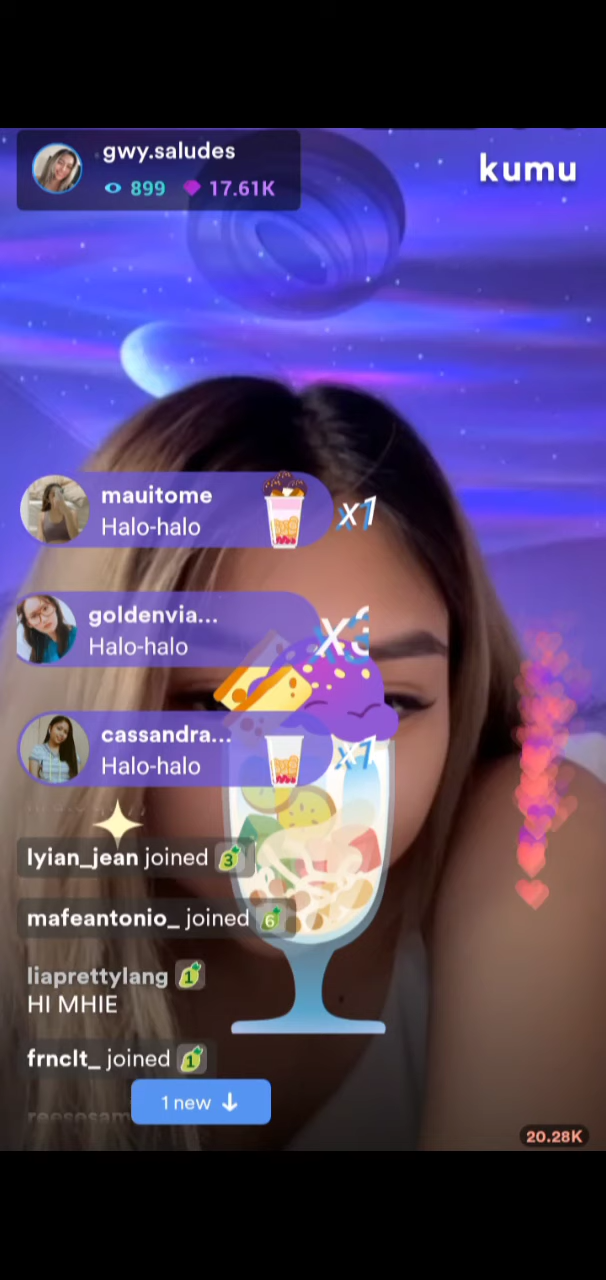 gwy.saludes
899 17.61K
kumu
mauitome
Halo-halo
x1
goldenvia...
Halo-halo
x3
cassandra...
Halo-halo
x1
lyian_jean joined 3
mafeantonio_ joined 6
liaprettylang 1
HI MHIE
frnclt_ joined 1
1 new
20.28K